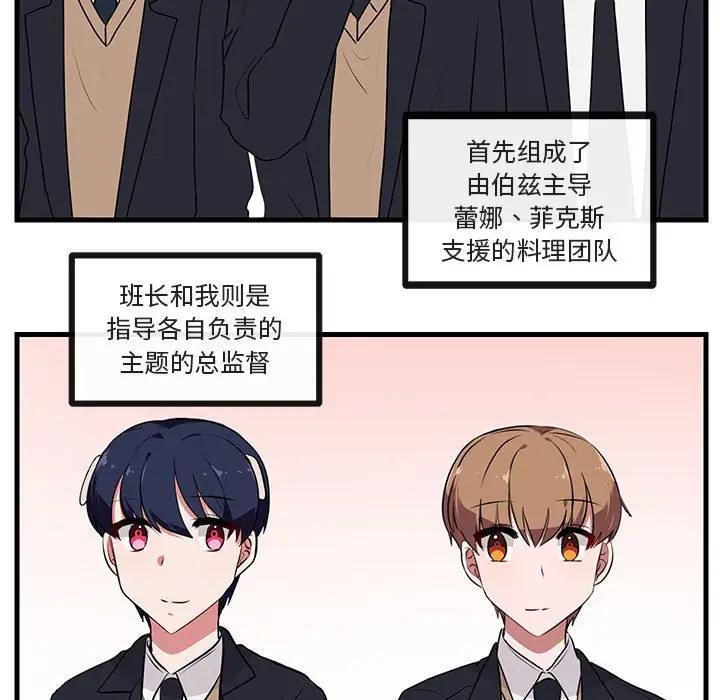 首先组成了
由伯兹主导
蕾娜、菲克斯
支援的料理团队
班长和我则是
指导各自负责的
主题的总监督